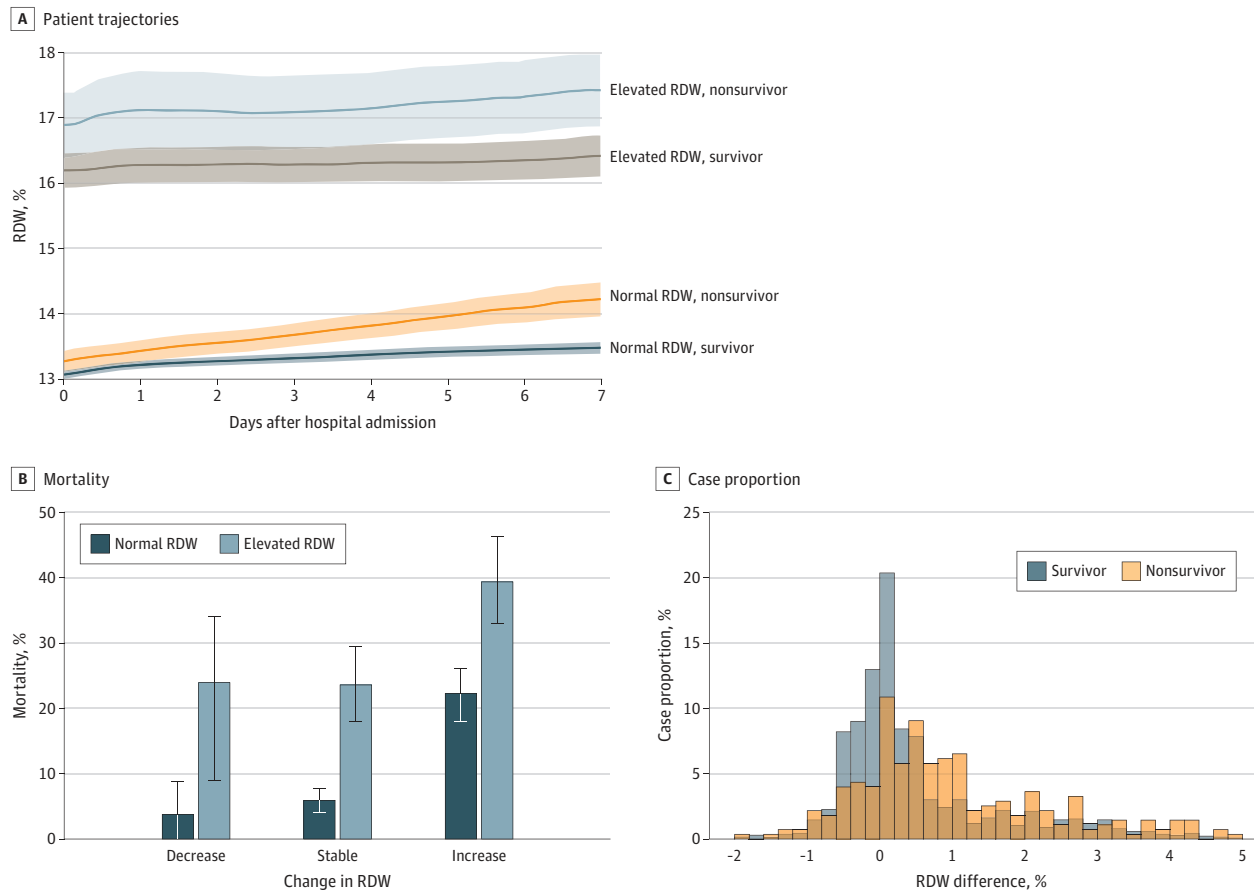 A Patient trajectories
18
17
16
15
14
13
RDW, %
0 1 2 3 4 5 6 7
Days after hospital admission
Elevated RDW, nonsurvivor
Elevated RDW, survivor
Normal RDW, nonsurvivor
Normal RDW, survivor
B Mortality
50
40
30
20
10
0
Mortality, %
Normal RDW Elevated RDW
Decrease Stable Increase
Change in RDW
C Case proportion
25
20
15
10
5
0
Case proportion, %
Survivor Nonsurvivor
-2 -1 0 1 2 3 4 5
RDW difference, %